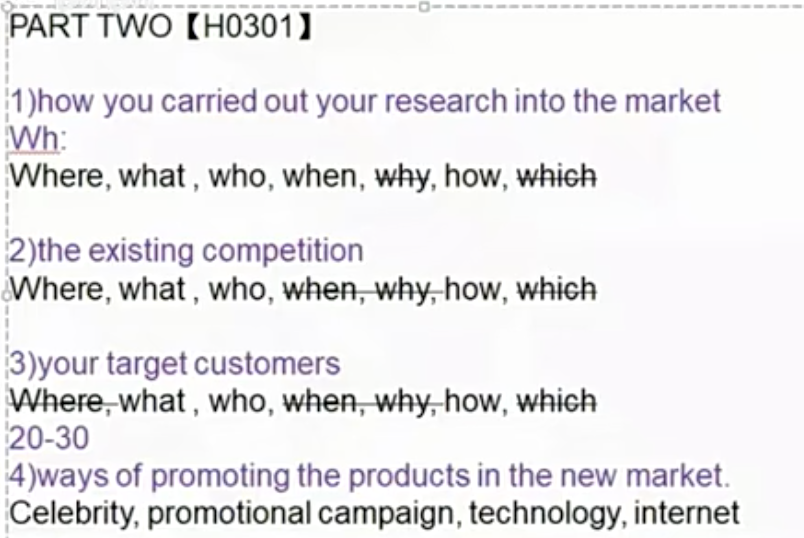 PART TWO【H0301】
1)how you carried out your research into the market
Wh:
Where, what , who, when, why, how, which
2)the existing competition
Where, what , who, when, why, how, which
3)your target customers
Where, what , who, when, why, how, which
20-30
4)ways of promoting the products in the new market.
Celebrity, promotional campaign, technology, internet